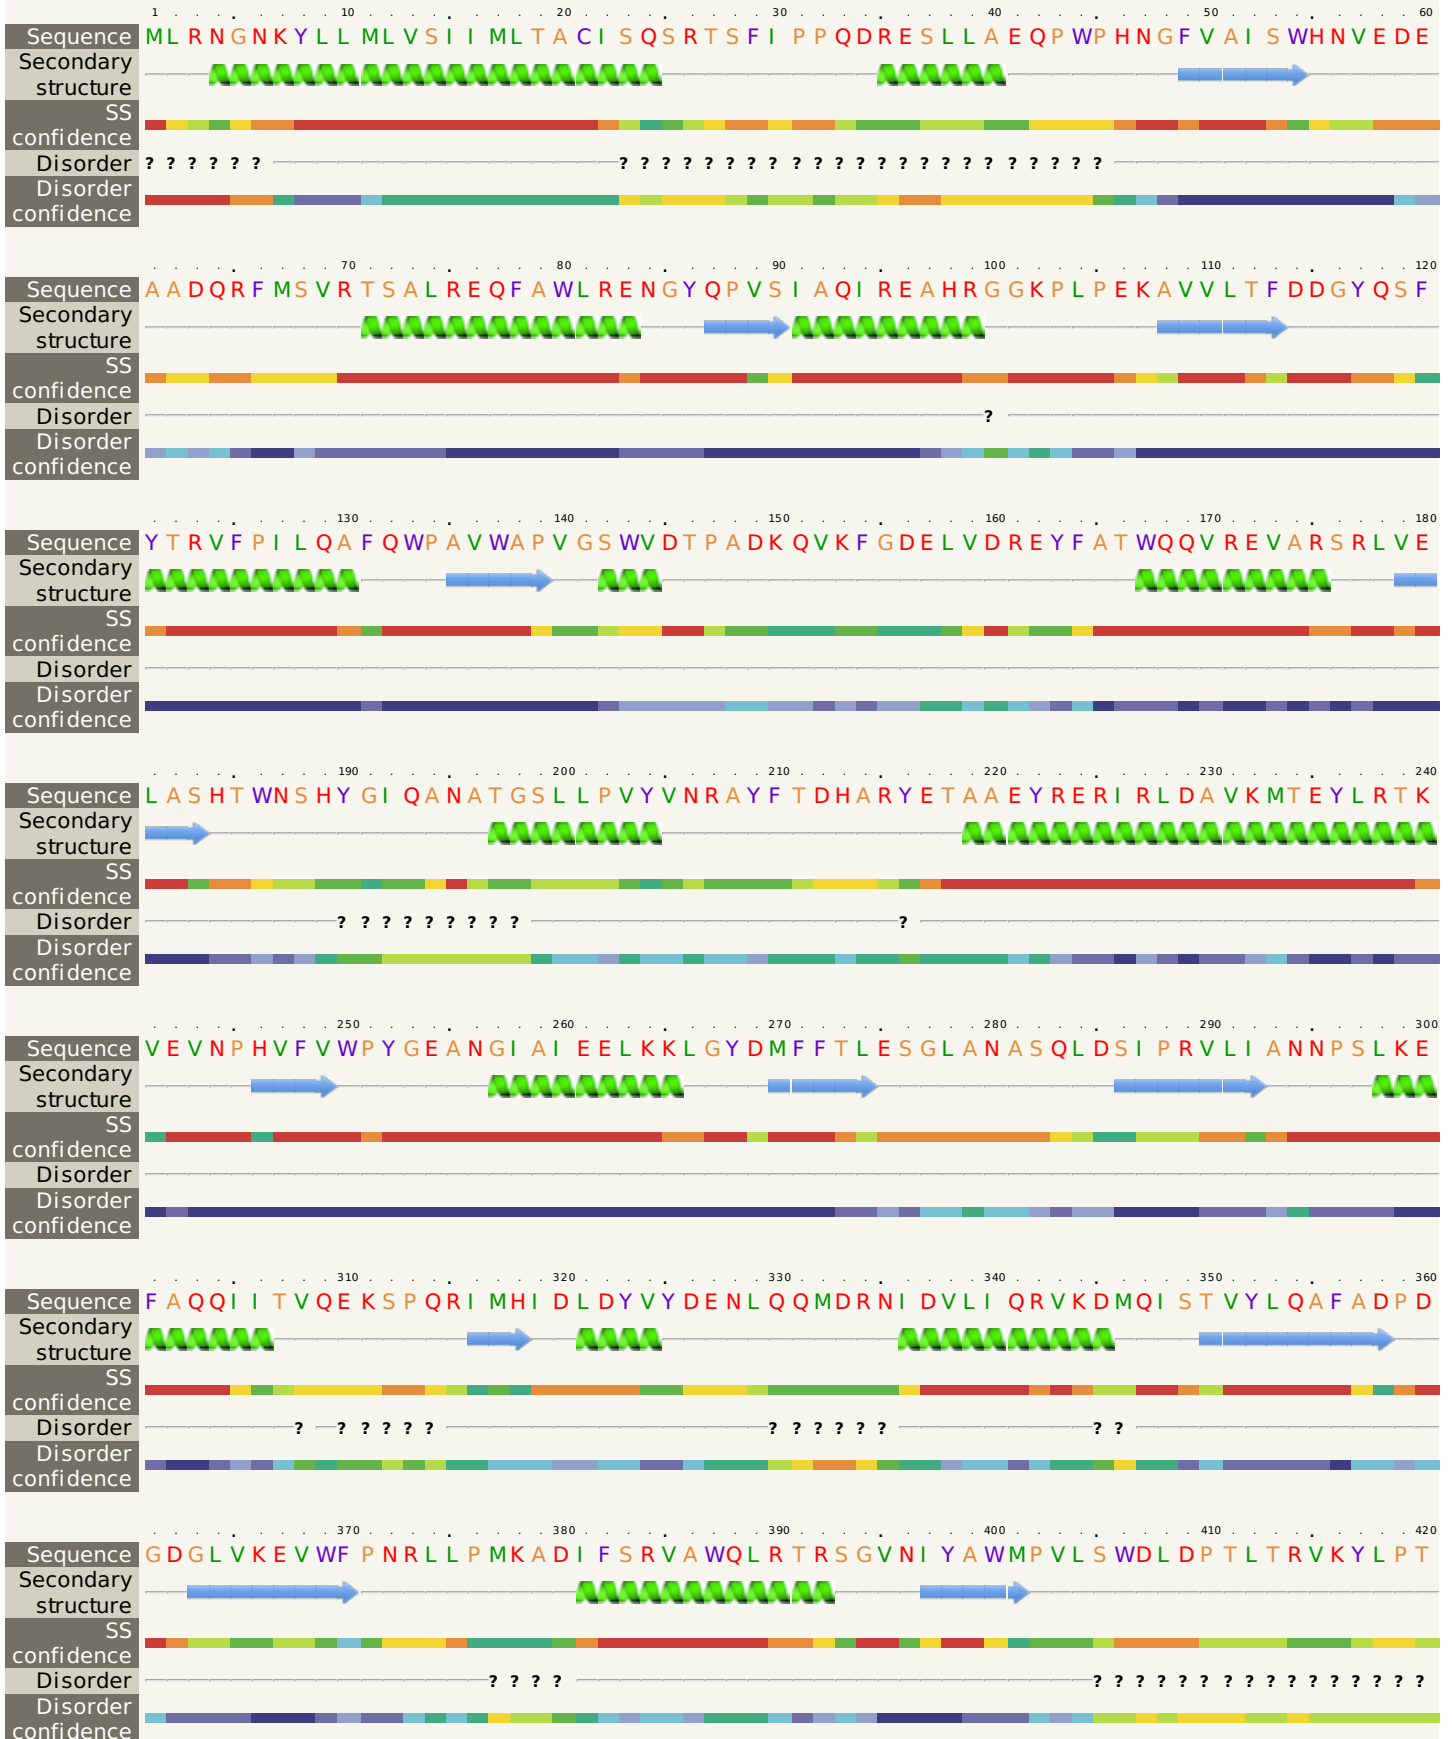 1 10 20 30 40 50 60
Sequence MLRNGNKYLLMLVSIIMLTACISQSRTSFIPPQDRESLLAEQPWPHNGFVAISWHNVEDE
Secondary
structure
SS
confidence
Disorder ? ? ? ? ? ? ? ? ? ? ? ? ? ? ? ? ? ? ? ? ? ? ? ? ? ? ? ? ?
Disorder
confidence
70 80 90 100 110 120
Sequence AADQRFMSVRTSALREQFAWLRENGYQPVSIAQIREAHRGGKPLPEKAVVLTFDDGYQSF
Secondary
structure
SS
confidence
Disorder ?
Disorder
confidence
130 140 150 160 170 180
Sequence YTRVFPILQAFQWPAVWAPVGSWVDTPADKQVKFGDELVDREYFATWQQVREVARSRLVE
Secondary
structure
SS
confidence
Disorder
Disorder
confidence
190 200 210 220 230 240
Sequence LASHTWNSHYGIQANATGSLLPVYVNRAYFTDHARYETAAEYRERIRLDAVKMTEYLRTK
Secondary
structure
SS
confidence
Disorder ? ? ? ? ? ? ? ? ? ?
Disorder
confidence
250 260 270 280 290 300
Sequence VEVNPHVFVWPYGEANGIAIEELKKLGYDMFFTLESGLANASQLDSIPRVLIANNPSLKE
Secondary
structure
SS
confidence
Disorder
Disorder
confidence
310 320 330 340 350 360
Sequence FAQQIITVQEKSPQRIMHIDLDYVYDENLQQMDRNIDVLIQRVKDMQISTVYLQAFADPD
Secondary
structure
SS
confidence
Disorder ? ? ? ? ? ? ? ? ? ? ? ? ? ?
Disorder
confidence
370 380 390 400 410 420
Sequence GDGLVKEVWFPNRLLPMKADIFSRVAWQLRTRSGVNIYAWMPVLSWDLDPTLTRVKYLPT
Secondary
structure
SS
confidence
Disorder ? ? ? ? ? ? ? ? ? ? ? ? ? ? ? ? ? ? ? ?
Disorder
confidence